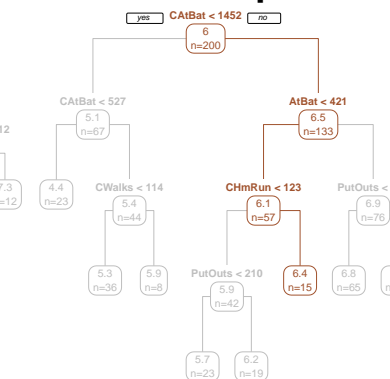 yes CAtBat < 1452 no
6
n=200
CAtBat < 527
AtBat < 421
5.1
n=67
6.5
n=133
12
7.3
=12
4.4
n=23
CWalks < 114
5.4
n=44
CHmRun < 123
6.1
n=57
PutOuts <
6.9
n=76
5.3
n=36
5.9
n=8
PutOuts < 210
5.9
n=42
6.4
n=15
6.8
n=65
5.7
n=23
6.2
n=19